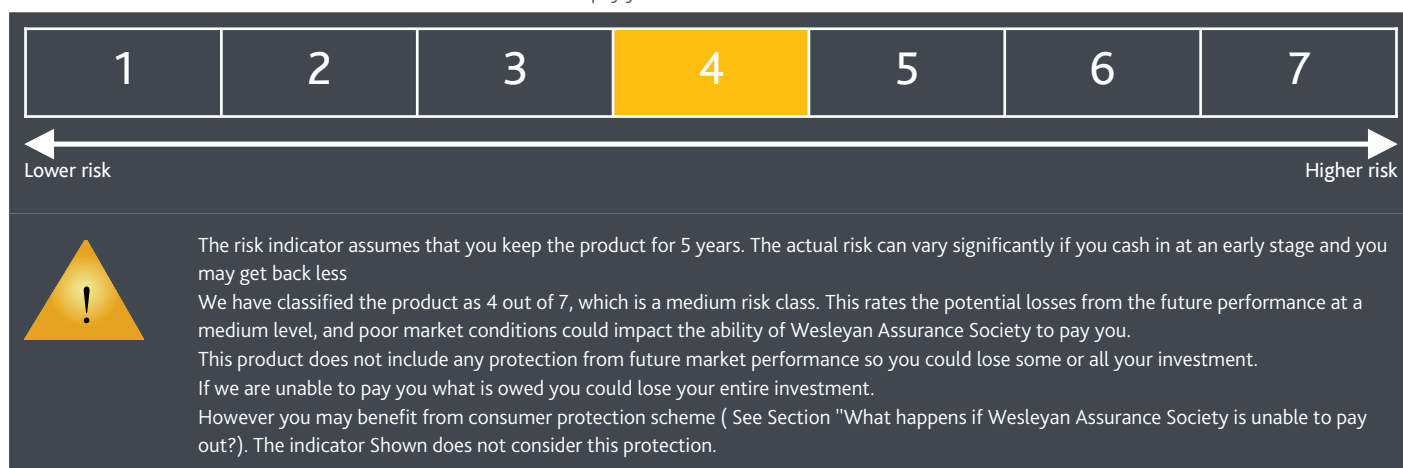 1 2 3 4 5 6 7
Lower risk Higher risk
!
The risk indicator assumes that you keep the product for 5 years. The actual risk can vary significantly if you cash in at an early stage and you
may get back less
We have classified the product as 4 out of 7, which is a medium risk class. This rates the potential losses from the future performance at a
medium level, and poor market conditions could impact the ability of Wesleyan Assurance Society to pay you.
This product does not include any protection from future market performance so you could lose some or all your investment.
If we are unable to pay you what is owed you could lose your entire investment.
However you may benefit from consumer protection scheme ( See Section "What happens if Wesleyan Assurance Society is unable to pay
out?). The indicator Shown does not consider this protection.